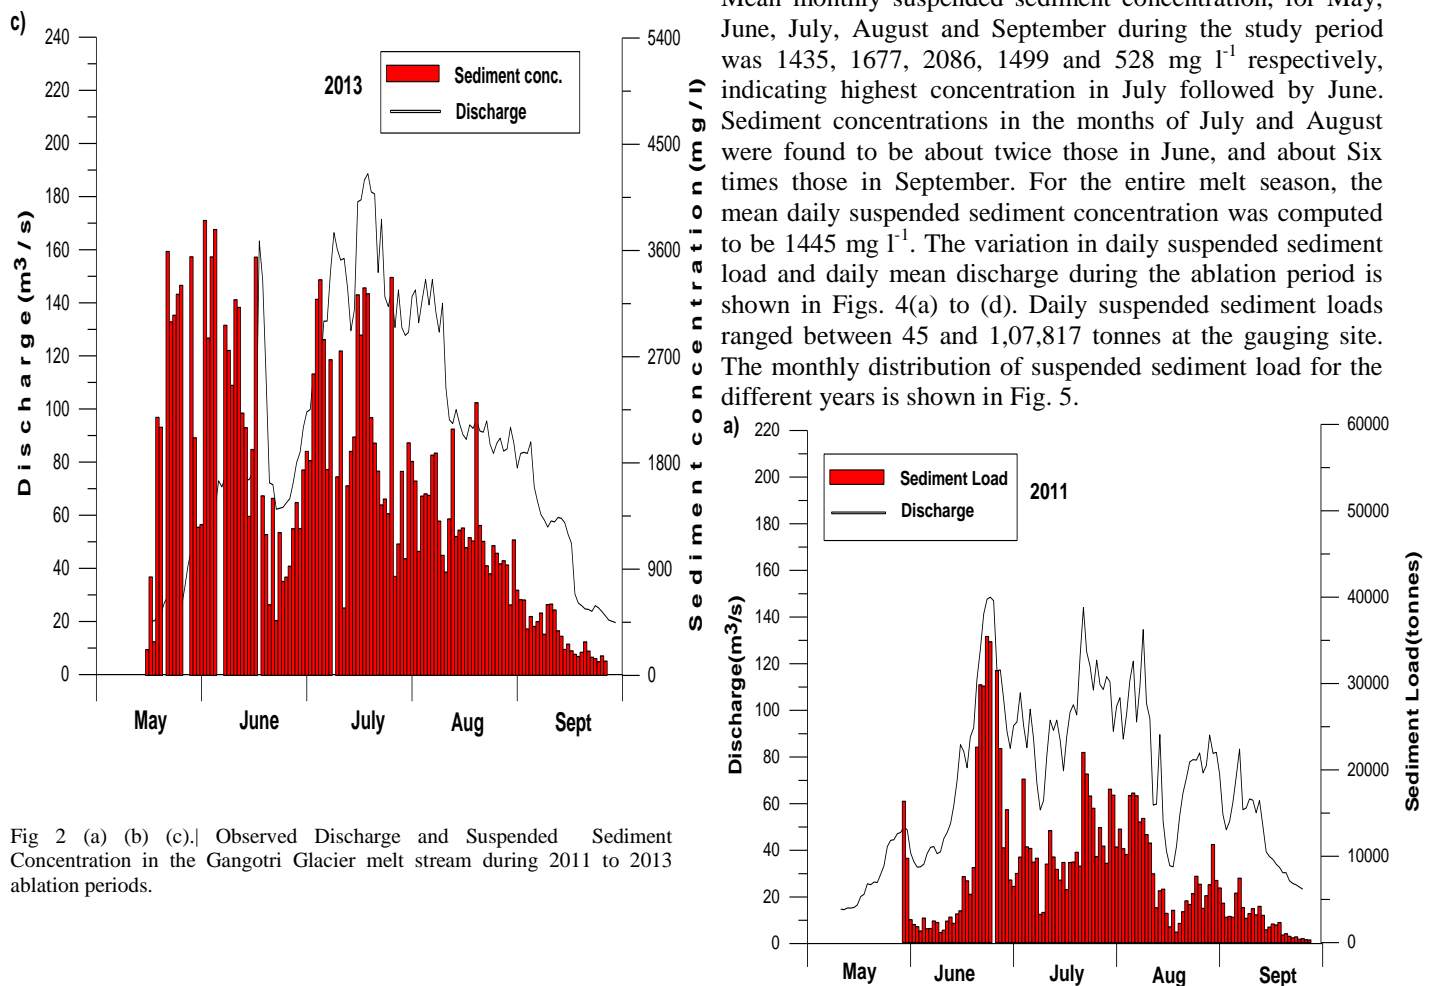 c)
240
220
200
180
160
140
120
100
80
60
40
20
0
Discharge(m³/s)
2013
Sediment conc.
Discharge
5400
4500
3600
2700
1800
900
0
Sediment concentration(mg/l)
May
June
July
Aug
Sept
Fig 2 (a) (b) (c).| Observed Discharge and Suspended Sediment
Concentration in the Gangotri Glacier melt stream during 2011 to 2013
ablation periods.
Mean monthly suspended sediment concentration, for May,
June, July, August and September during the study period
was 1435, 1677, 2086, 1499 and 528 mg l⁻¹ respectively,
indicating highest concentration in July followed by June.
Sediment concentrations in the months of July and August
were found to be about twice those in June, and about Six
times those in September. For the entire melt season, the
mean daily suspended sediment concentration was computed
to be 1445 mg l⁻¹. The variation in daily suspended sediment
load and daily mean discharge during the ablation period is
shown in Figs. 4(a) to (d). Daily suspended sediment loads
ranged between 45 and 1,07,817 tonnes at the gauging site.
The monthly distribution of suspended sediment load for the
different years is shown in Fig. 5.
a)
220
200
180
160
140
120
100
80
60
40
20
0
Discharge(m³/s)
Sediment Load
Discharge
2011
60000
50000
40000
30000
20000
10000
0
Sediment Load(tonnes)
May
June
July
Aug
Sept